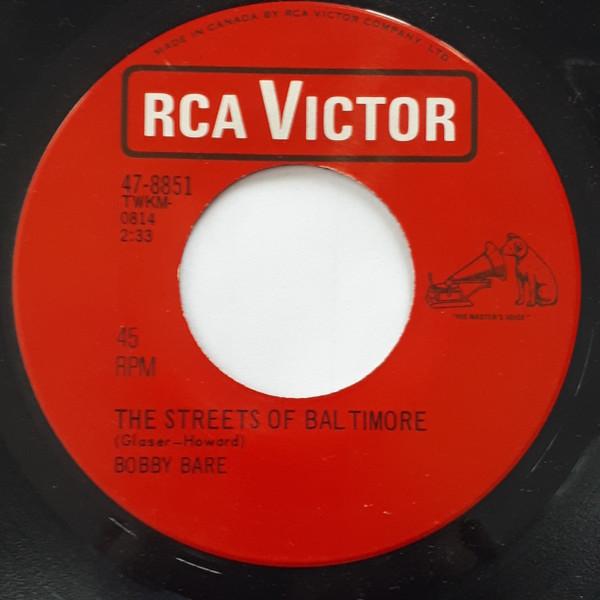 MADE IN CANADA BY RCA VICTOR COMPANY, LTD.
RCA VICTOR
47-8851
TWKM-
0814
2:33
"HIS MASTER'S VOICE"
45
RPM
THE STREETS OF BALTIMORE
(Glaser-Howard)
BOBBY BARE